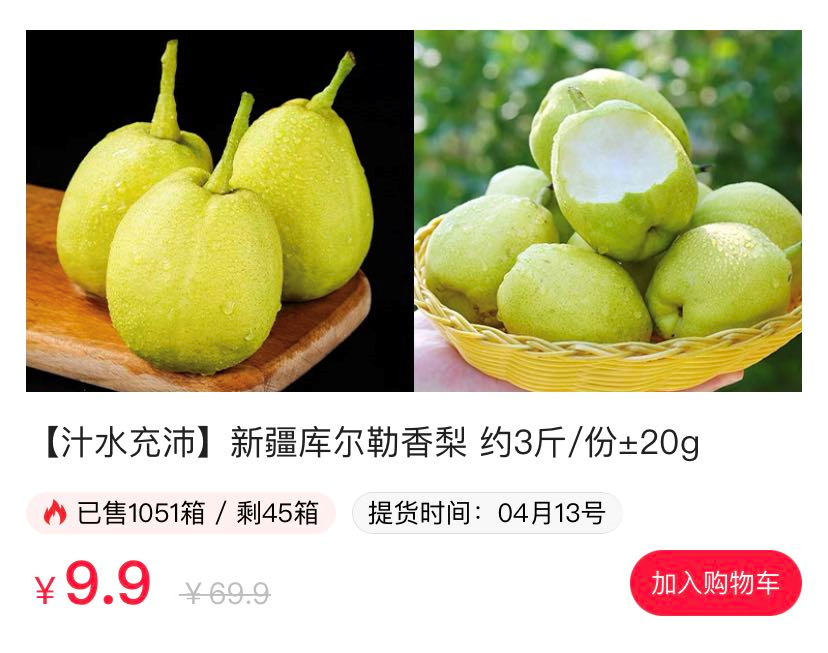 【汁水充沛】新疆库尔勒香梨 约3斤/份±20g
已售1051箱 / 剩45箱 提货时间：04月13号
¥9.9 ¥69.9 加入购物车